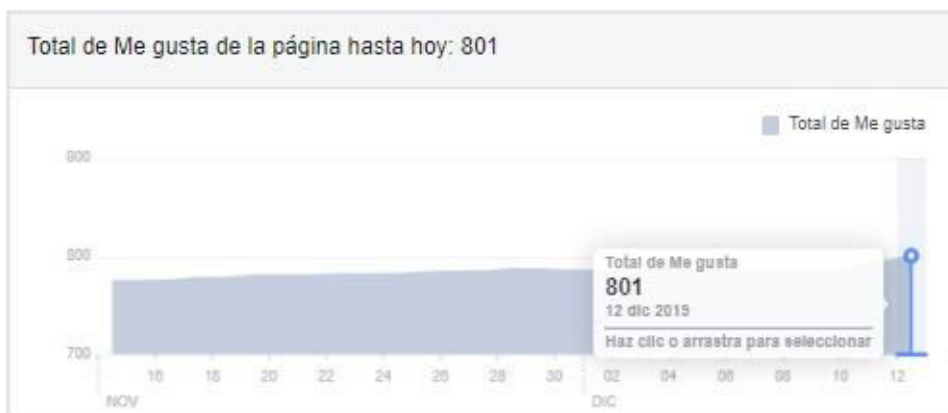 Total de Me gusta de la página hasta hoy: 801
Total de Me gusta
900
800
Total de Me gusta
801
12 dic 2019
Haz clic o arrastra para seleccionar
700
16 18 20 22 24 26 28 30 02 04 06 08 10 12
NOV DIC